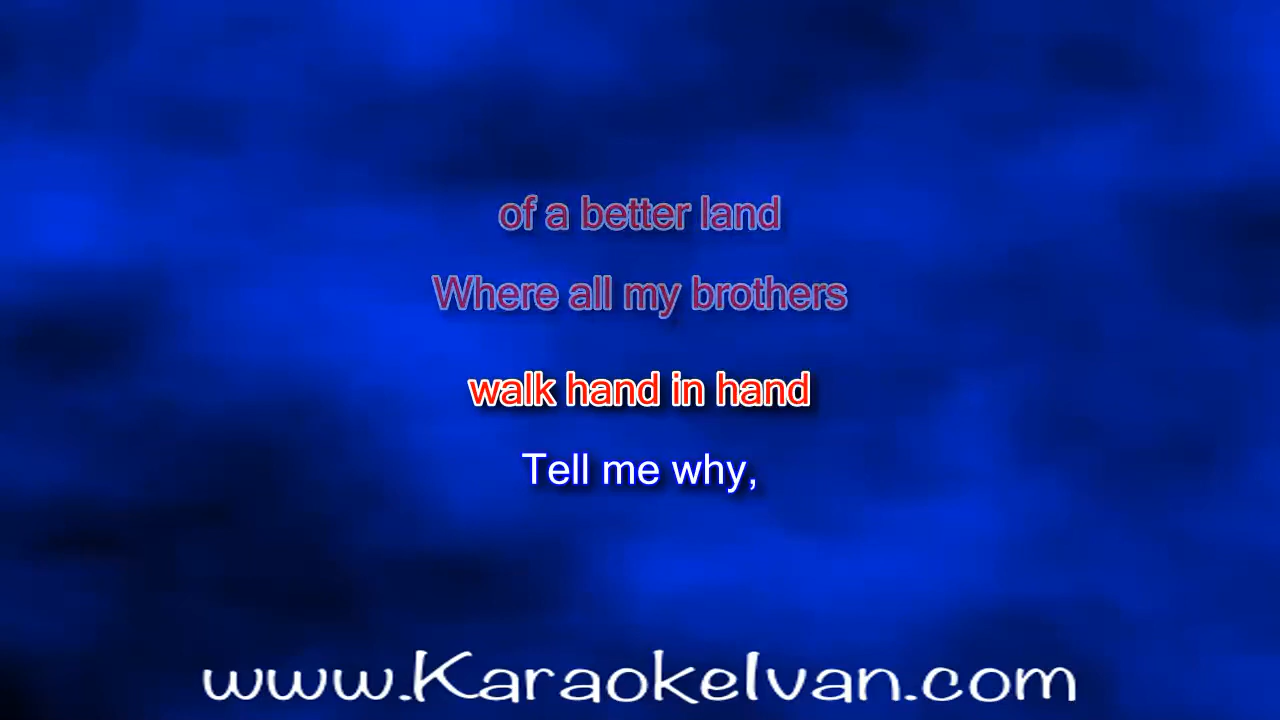 of a better land
Where all my brothers
walk hand in hand
Tell me why,
www.KaraokeIvan.com